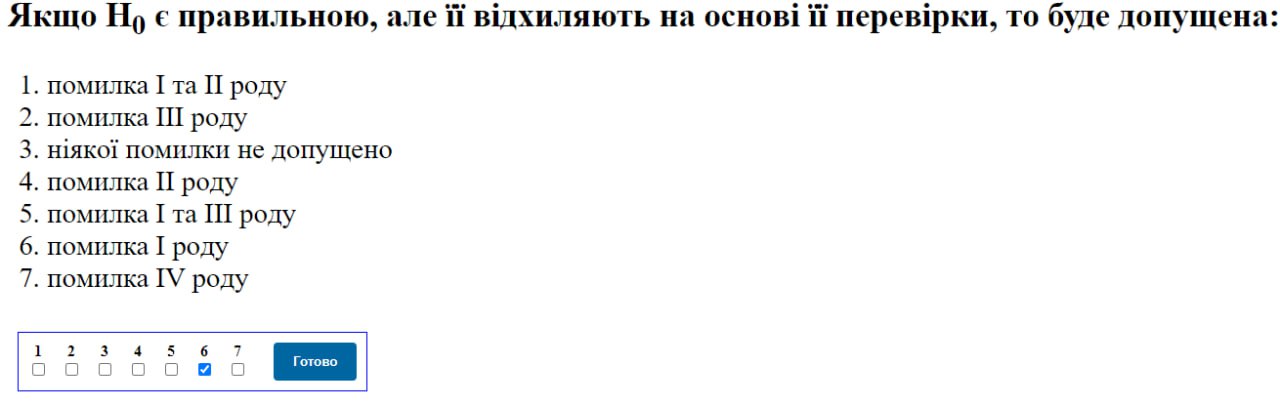 Якщо H₀ є правильною, але її відхиляють на основі її перевірки, то буде допущена:
1. помилка I та II роду
2. помилка III роду
3. ніякої помилки не допущено
4. помилка II роду
5. помилка I та III роду
6. помилка I роду
7. помилка IV роду
1 2 3 4 5 6 7
Готово